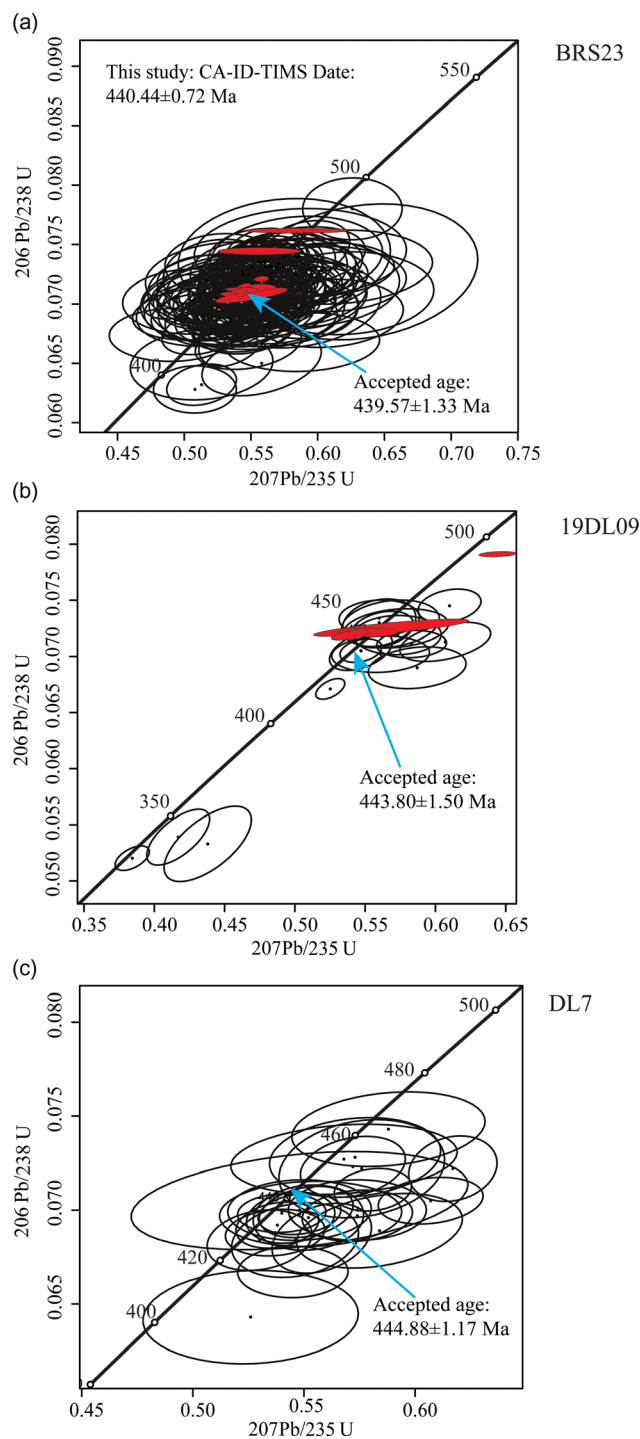 (a)
BRS23
This study: CA-ID-TIMS Date:
440.44±0.72 Ma
550
500
400
Accepted age:
439.57±1.33 Ma
206 Pb/238 U
0.090
0.085
0.080
0.075
0.070
0.065
0.060
0.45
0.50
0.55
0.60
0.65
0.70
0.75
207Pb/235 U
(b)
19DL09
500
450
400
350
Accepted age:
443.80±1.50 Ma
206 Pb/238 U
0.080
0.075
0.070
0.065
0.060
0.055
0.050
0.35
0.40
0.45
0.50
0.55
0.60
0.65
207Pb/235 U
(c)
DL7
500
480
460
420
400
Accepted age:
444.88±1.17 Ma
206 Pb/238 U
0.080
0.075
0.070
0.065
0.45
0.50
0.55
0.60
207Pb/235 U